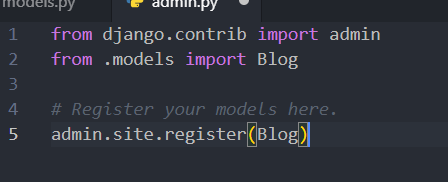 models.py admin.py
1 from django.contrib import admin
2 from .models import Blog
3
4 # Register your models here.
5 admin.site.register(Blog)